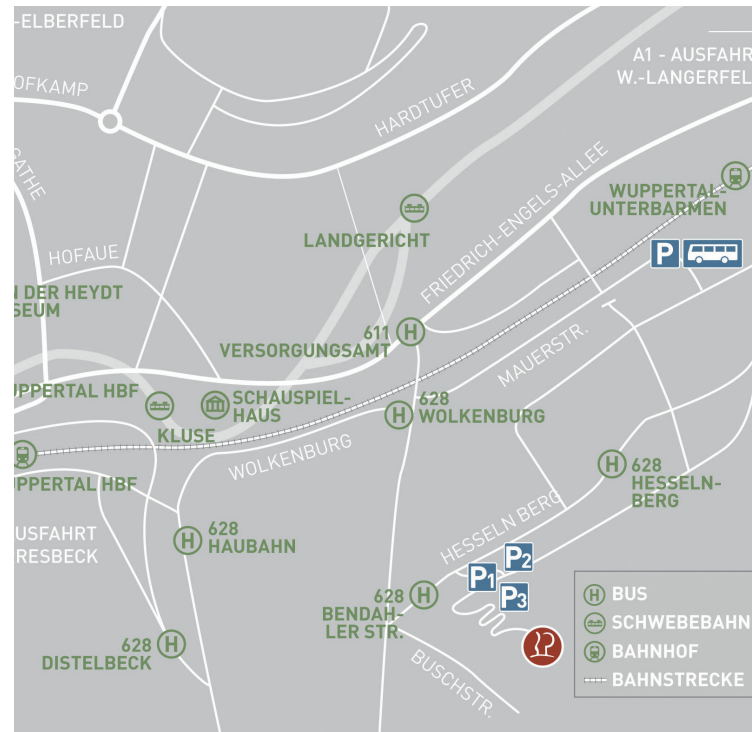 -ELBERFELD
A1 - AUSFAHR
W.-LANGERFEL
OFKAMP
HARDTUFER
GATHE
WUPPERTAL-
UNTERBARMEN
LANDGERICHT
FRIEDRICH-ENGELS-ALLEE
HOFAUE
P
N DER HEYDT
SEUM
611 H
VERSORGUNGSAMT
MAUERSTR.
UPPERTAL HBF
SCHAUSPIEL-
HAUS
KLUSE
H 628
WOLKENBURG
WOLKENBURG
UPPERTAL HBF
H 628
HESSELN-
BERG
USFAHRT
RESBECK
H 628
HAUBAHN
HESSELN BERG
P1
P2
P3
628 H
BENDAH-
LER STR.
628 H
DISTELBECK
BUSCHSTR.
H BUS
SCHWEBEBAHN
BAHNHOF
BAHNSTRECKE